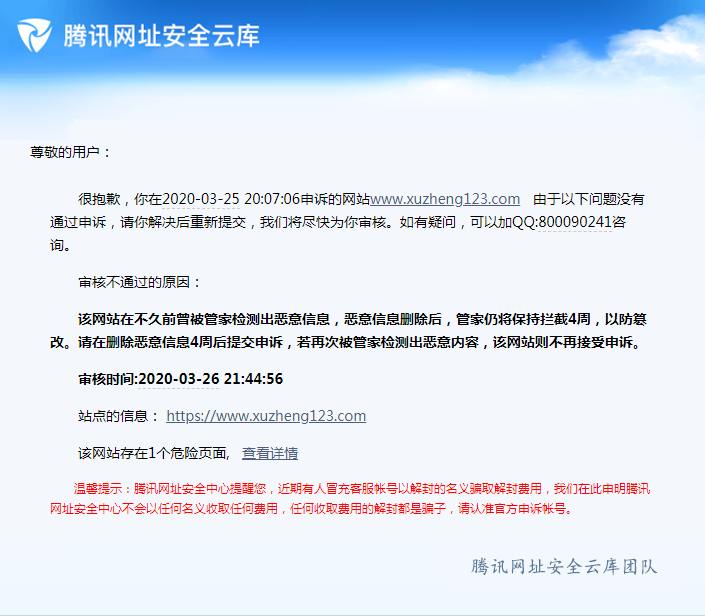 腾讯网址安全云库
尊敬的用户：
很抱歉，你在2020-03-25 20:07:06申诉的网站www.xuzheng123.com 由于以下问题没有
通过申诉，请你解决后重新提交，我们将尽快为你审核。如有疑问，可以加QQ:800090241咨
询。
审核不通过的原因：
该网站在不久前曾被管家检测出恶意信息，恶意信息删除后，管家仍将保持拦截4周，以防篡
改。请在删除恶意信息4周后提交申诉，若再次被管家检测出恶意内容，该网站则不再接受申诉。
审核时间:2020-03-26 21:44:56
站点的信息： https://www.xuzheng123.com
该网站存在1个危险页面, 查看详情
温馨提示：腾讯网址安全中心提醒您，近期有人冒充客服帐号以解封的名义骗取解封费用，我们在此申明腾讯
网址安全中心不会以任何名义收取任何费用，任何收取费用的解封都是骗子，请认准官方申诉帐号。
腾讯网址安全云库团队